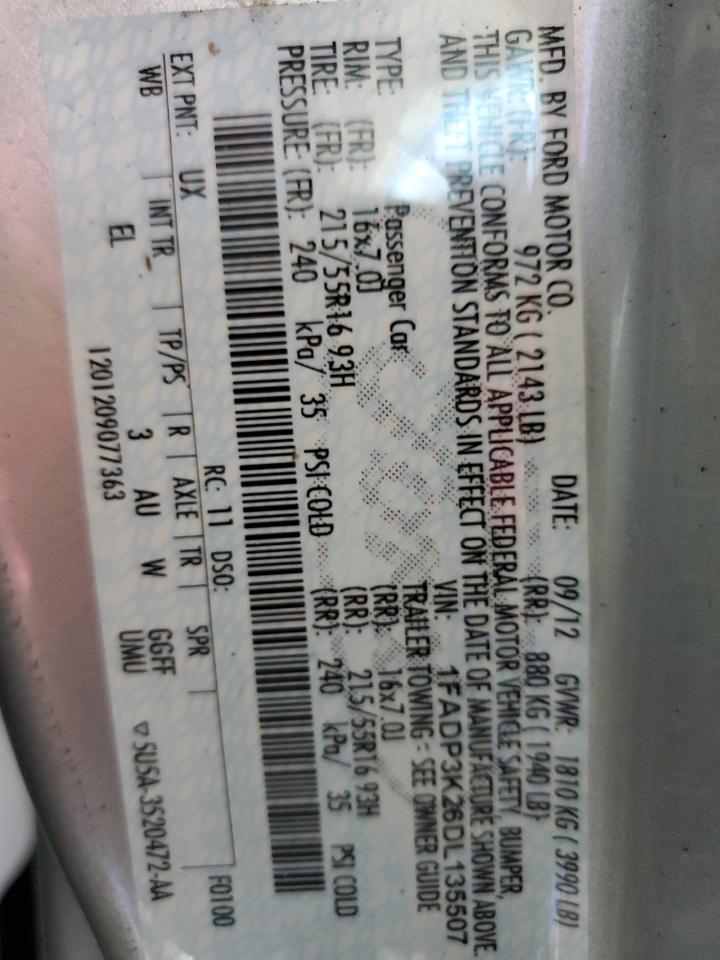 MFD. BY FORD MOTOR CO. DATE: 09/12 GVWR: 1810 KG ( 3990 LB)
GAWR: (FR): 972 KG ( 2143 LB) (RR): 880 KG ( 1940 LB)
THIS VEHICLE CONFORMS TO ALL APPLICABLE FEDERAL MOTOR VEHICLE SAFETY, BUMPER,
AND THEFT PREVENTION STANDARDS IN EFFECT ON THE DATE OF MANUFACTURE SHOWN ABOVE.
VIN: 1FADP3K26DL135507
TYPE: Passenger Car TRAILER TOWING - SEE OWNER GUIDE
RIM: (FR): 16x7.0J (RR): 16x7.0J
TIRE: (FR): 215/55R16 93H (RR): 215/55R16 93H
PRESSURE (FR): 240 kPa/ 35 PSI COLD (RR): 240 kPa/ 35 PSI COLD
F0100
EXT PNT: UX RC: 11 DSO:
WB | INT TR | TP/PS | R | AXLE | TR | SPR
EL 3 AU W GGFF
UMU
1201209077363 ▽ 5U5A-3520472-AA